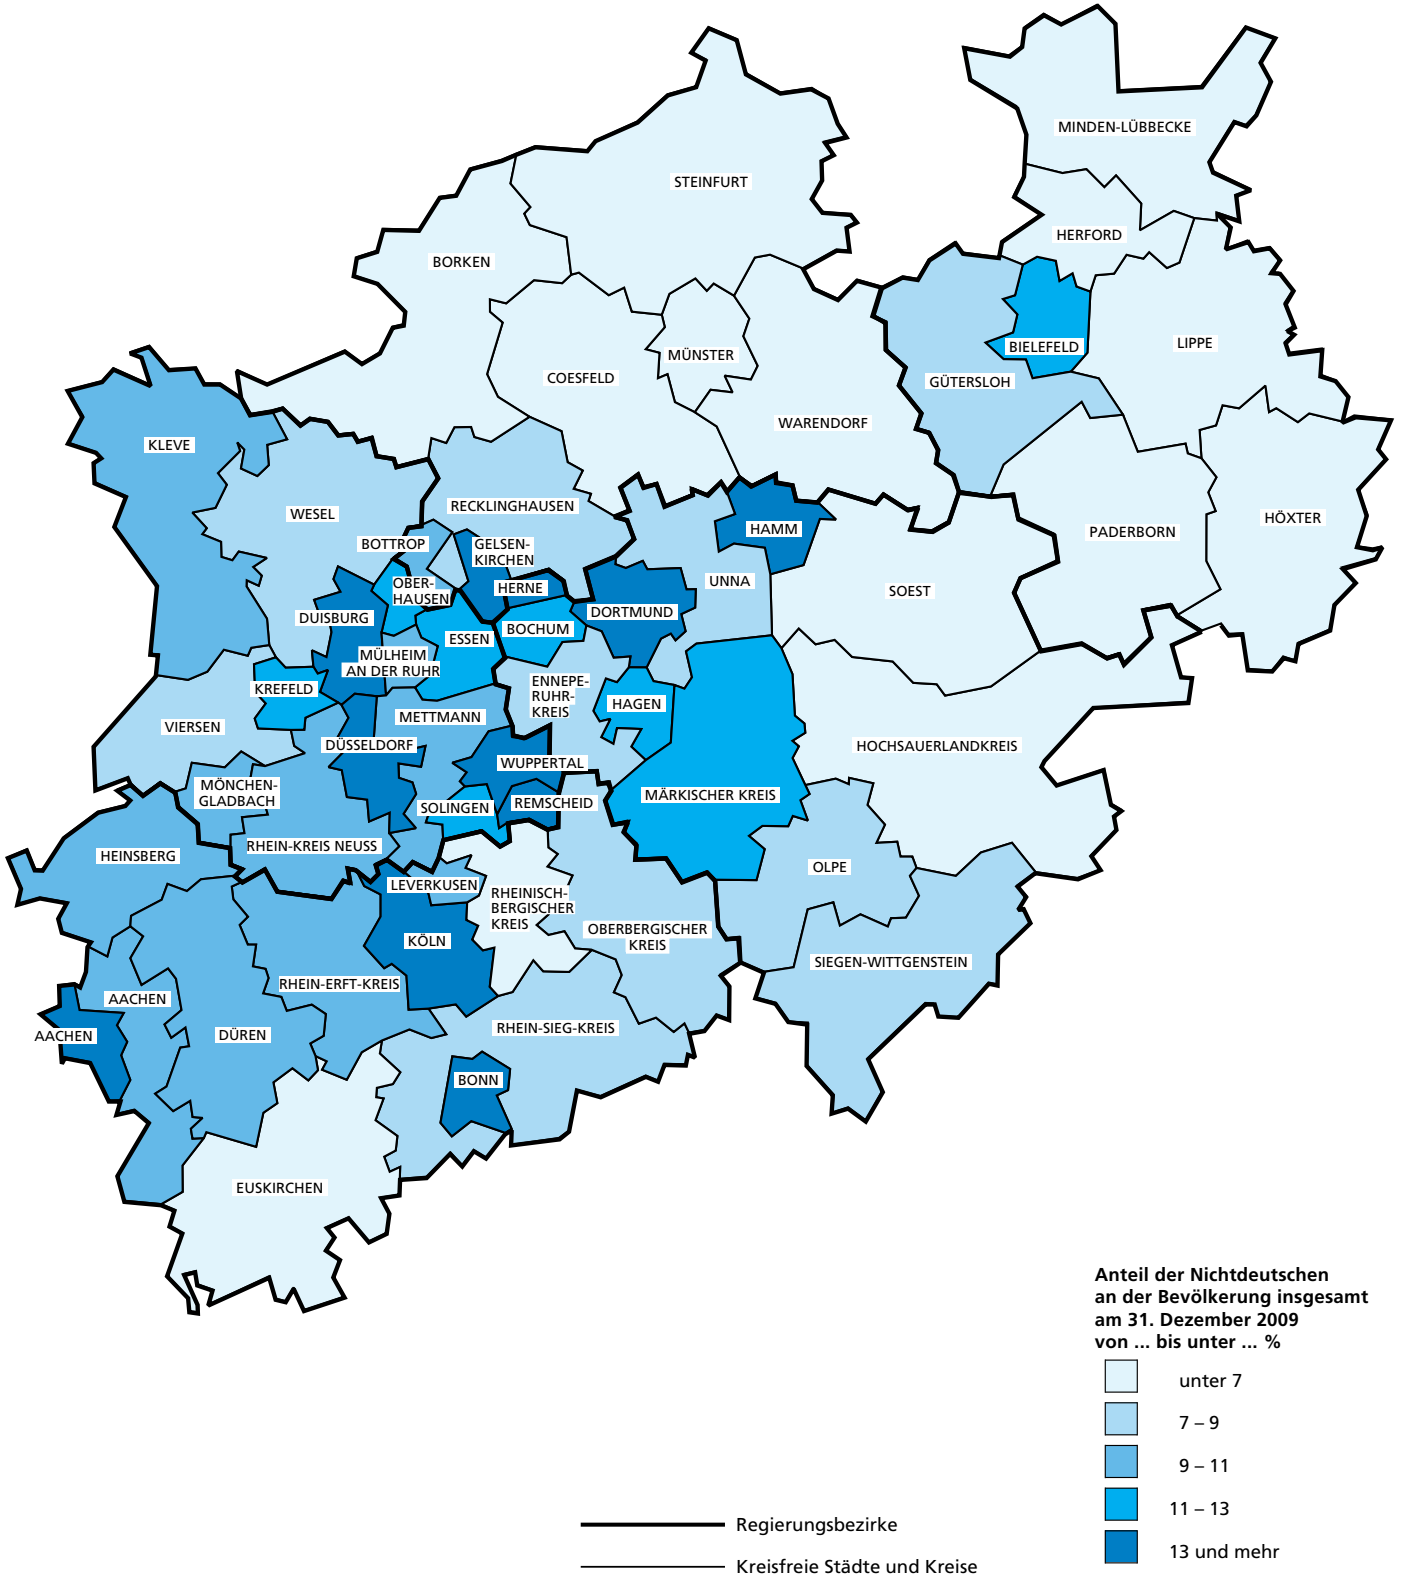 MINDEN-LÜBBECKE
STEINFURT
HERFORD
BORKEN
LIPPE
BIELEFELD
MÜNSTER
COESFELD
GÜTERSLOH
WARENDORF
KLEVE
RECKLINGHAUSEN
WESEL
HÖXTER
HAMM
PADERBORN
BOTTROP
GELSEN-
KIRCHEN
UNNA
OBER-
HAUSEN
HERNE
SOEST
DORTMUND
DUISBURG
BOCHUM
ESSEN
MÜLHEIM
AN DER RUHR
ENNEPE-
RUHR-
KREIS
KREFELD
HAGEN
METTMANN
VIERSEN
DÜSSELDORF
HOCHSAUERLANDKREIS
WUPPERTAL
MÖNCHEN-
GLADBACH
MÄRKISCHER KREIS
REMSCHEID
SOLINGEN
RHEIN-KREIS NEUSS
HEINSBERG
OLPE
LEVERKUSEN
RHEINISCH-
BERGISCHER
KREIS
OBERBERGISCHER
KREIS
KÖLN
SIEGEN-WITTGENSTEIN
RHEIN-ERFT-KREIS
AACHEN
RHEIN-SIEG-KREIS
AACHEN
DÜREN
BONN
EUSKIRCHEN
Anteil der Nichtdeutschen
an der Bevölkerung insgesamt
am 31. Dezember 2009
von ... bis unter ... %
unter 7
7 – 9
9 – 11
11 – 13
13 und mehr
Regierungsbezirke
Kreisfreie Städte und Kreise